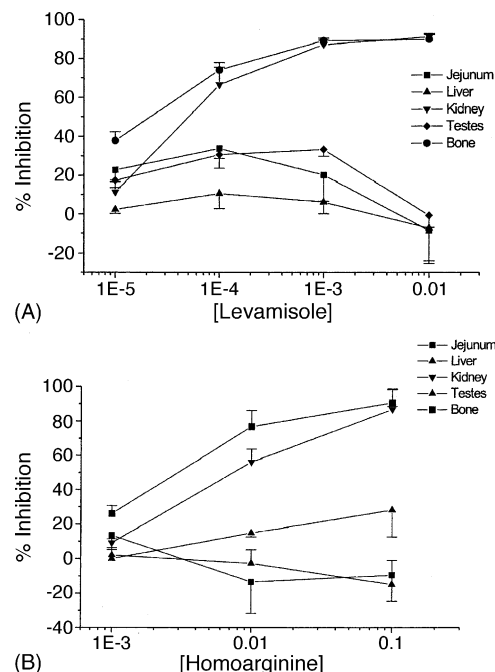 100
80
60
40
20
0
-20
% Inhibition
Jejunum
Liver
Kidney
Testes
Bone
1E-5 1E-4 1E-3 0.01
(A) [Levamisole]
Jejunum
Liver
Kidney
Testes
Bone
100
80
60
40
20
0
-20
-40
% Inhibition
1E-3 0.01 0.1
(B) [Homoarginine]